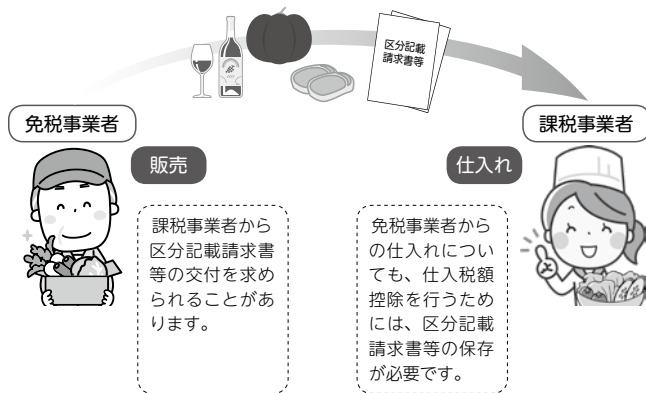 区分記載
請求書等
免税事業者
課税事業者
販売
仕入れ
課税事業者から
区分記載請求書
等の交付を求め
られることがあ
ります。
免税事業者から
の仕入れについ
ても、仕入税額
控除を行うため
には、区分記載
請求書等の保存
が必要です。